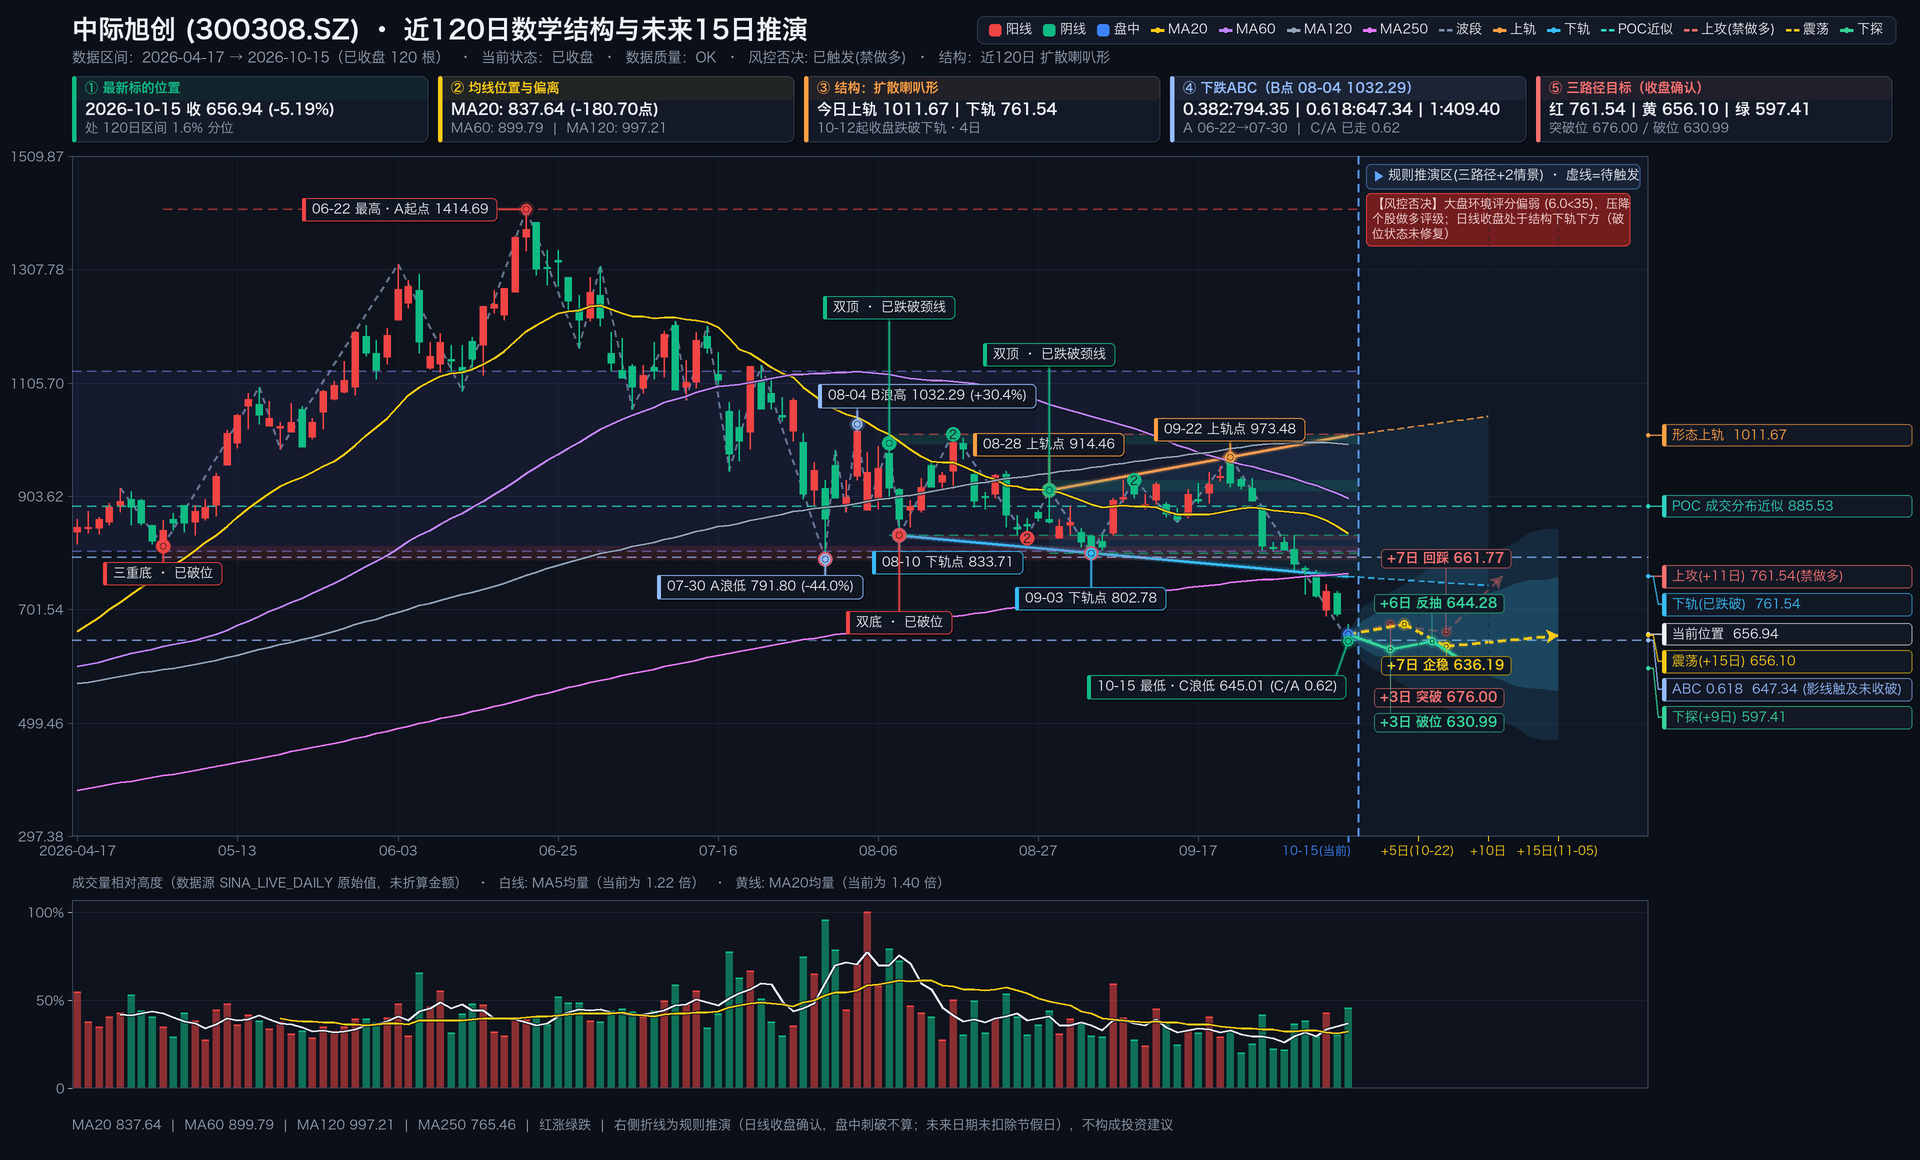 中际旭创 (300308.SZ) · 近120日数学结构与未来15日推演
数据区间: 2026-04-17 → 2026-10-15（已收盘 120 根） · 当前状态: 已收盘 · 数据质量: OK · 风控否决: 已触发(禁做多) · 结构: 近120日 扩散喇叭形
阳线 阴线 盘中 MA20 MA60 MA120 MA250 波段 上轨 下轨 POC近似 上攻(禁做多) 震荡 下探
① 最新标的位置
2026-10-15 收 656.94 (-5.19%)
处 120日区间 1.6% 分位
② 均线位置与偏离
MA20: 837.64 (-180.70点)
MA60: 899.79 | MA120: 997.21
③ 结构: 扩散喇叭形
今日上轨 1011.67 | 下轨 761.54
10-12起收盘跌破下轨 · 4日
④ 下跌ABC（B点 08-04 1032.29）
0.382:794.35 | 0.618:647.34 | 1:409.40
A 06-22→07-30 | C/A 已走 0.62
⑤ 三路径目标（收盘确认）
红 761.54 | 黄 656.10 | 绿 597.41
突破位 676.00 / 破位 630.99
1509.87
1307.78
1105.70
903.62
701.54
499.46
297.38
▶ 规则推演区(三路径+2情景) · 虚线=待触发
【风控否决】大盘环境评分偏弱 (6.0<35)，压降
个股做多评级；日线收盘处于结构下轨下方（破
位状态未修复）
06-22 最高 · A起点 1414.69
双顶 · 已跌破颈线
双顶 · 已跌破颈线
08-04 B浪高 1032.29 (+30.4%)
2
08-28 上轨点 914.46
09-22 上轨点 973.48
2
2
三重底 · 已破位
07-30 A浪低 791.80 (-44.0%)
08-10 下轨点 833.71
09-03 下轨点 802.78
双底 · 已破位
10-15 最低 · C浪低 645.01 (C/A 0.62)
+7日 回踩 661.77
+6日 反抽 644.28
+7日 企稳 636.19
+3日 突破 676.00
+3日 破位 630.99
形态上轨 1011.67
POC 成交分布近似 885.53
上攻(+11日) 761.54(禁做多)
下轨(已跌破) 761.54
当前位置 656.94
震荡(+15日) 656.10
ABC 0.618 647.34 (影线触及未收破)
下探(+9日) 597.41
2026-04-17 05-13 06-03 06-25 07-16 08-06 08-27 09-17 10-15(当前) +5日(10-22) +10日 +15日(11-05)
成交量相对高度（数据源 SINA_LIVE_DAILY 原始值，未折算金额） · 白线: MA5均量（当前为 1.22 倍） · 黄线: MA20均量（当前为 1.40 倍）
100%
50%
0
MA20 837.64 | MA60 899.79 | MA120 997.21 | MA250 765.46 | 红涨绿跌 | 右侧折线为规则推演（日线收盘确认，盘中刺破不算；未来日期未扣除节假日），不构成投资建议